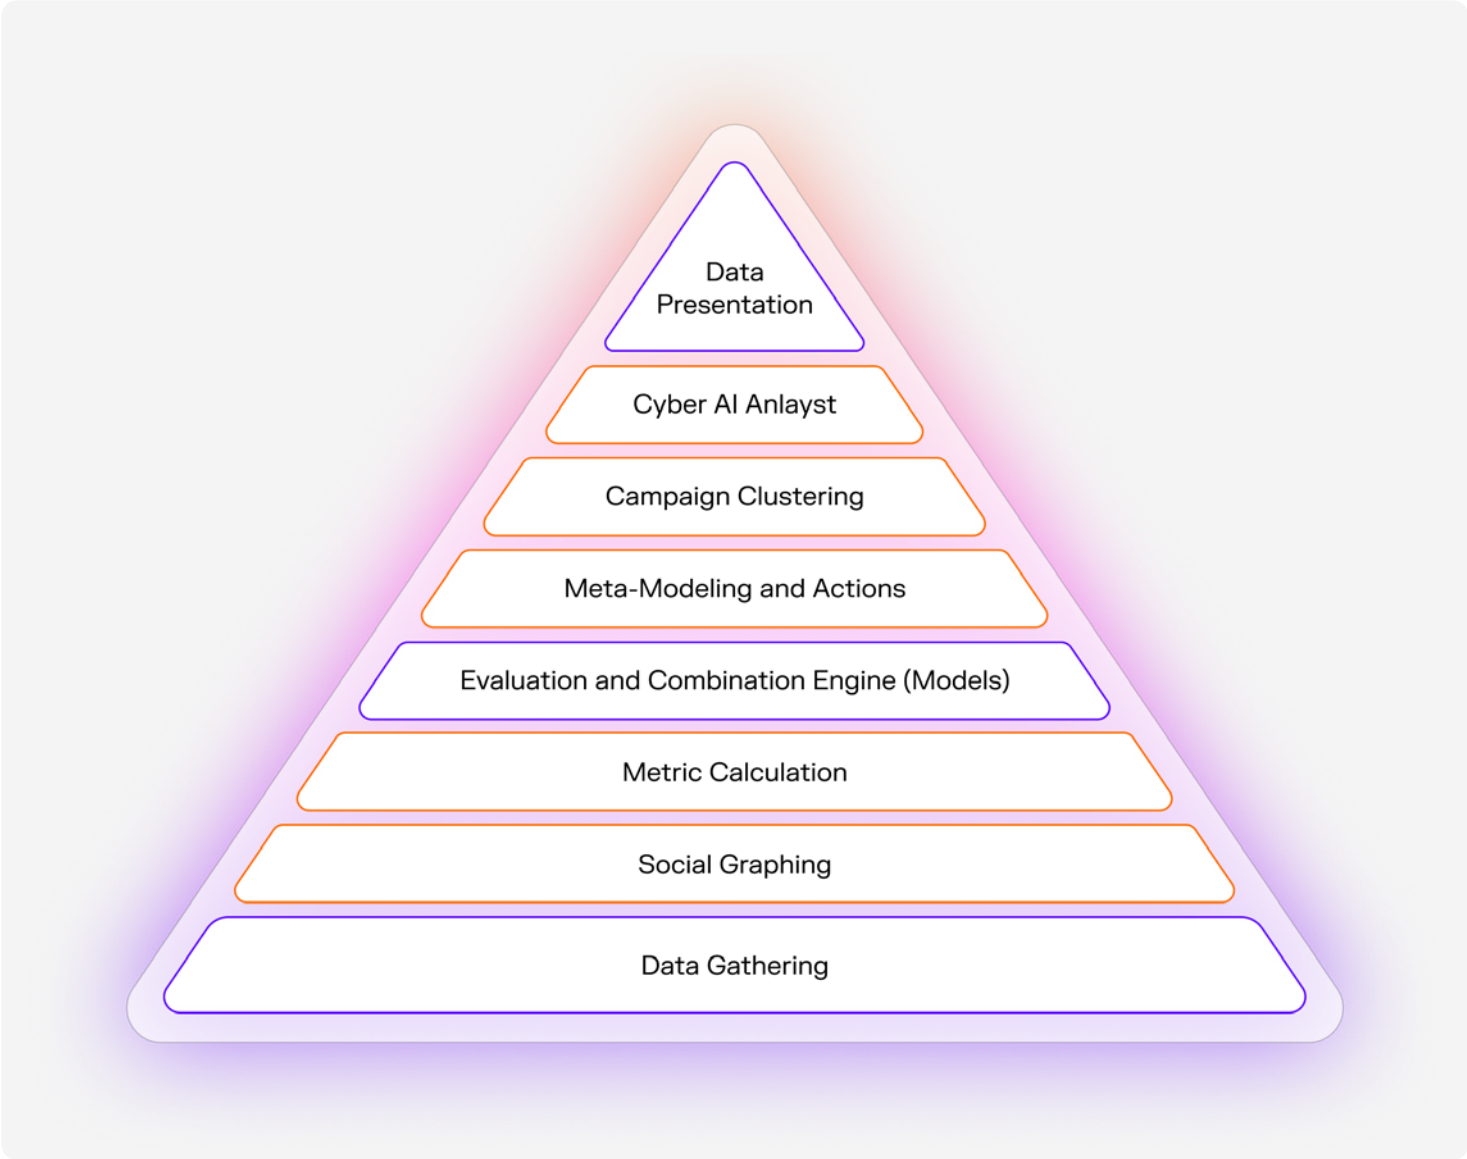 Data
Presentation
Cyber AI Anlayst
Campaign Clustering
Meta-Modeling and Actions
Evaluation and Combination Engine (Models)
Metric Calculation
Social Graphing
Data Gathering